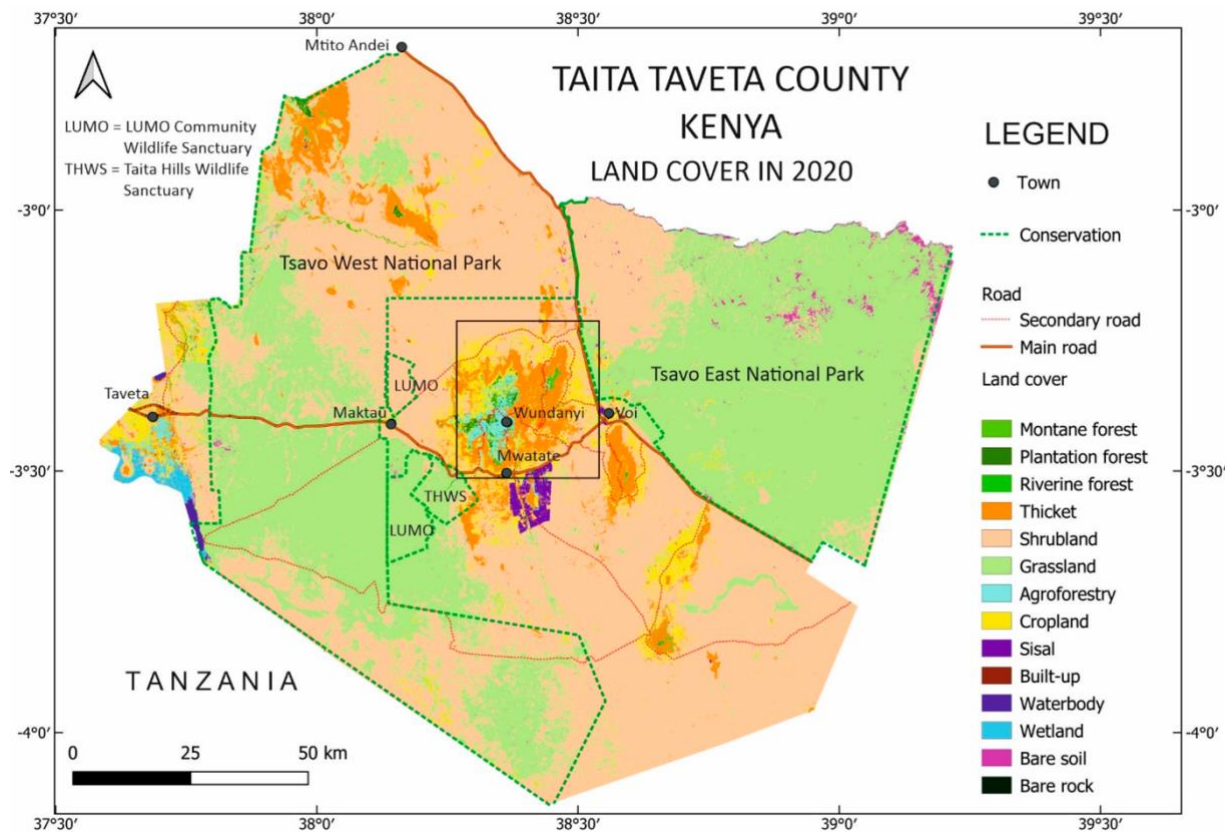 37°30′ 38°0′ 38°30′ 39°0′ 39°30′
Mtito Andei
TAITA TAVETA COUNTY
KENYA
LAND COVER IN 2020
LUMO = LUMO Community
Wildlife Sanctuary
THWS = Taita Hills Wildlife
Sanctuary
-3°0′
-3°0′
Tsavo West National Park
Tsavo East National Park
LUMO
Taveta
Maktau
Wundanyi
Voi
Mwatate
-3°30′
-3°30′
THWS
LUMO
TANZANIA
-4°0′
-4°0′
0 25 50 km
37°30′ 38°0′ 38°30′ 39°0′ 39°30′
LEGEND
Town
Conservation
Road
Secondary road
Main road
Land cover
Montane forest
Plantation forest
Riverine forest
Thicket
Shrubland
Grassland
Agroforestry
Cropland
Sisal
Built-up
Waterbody
Wetland
Bare soil
Bare rock